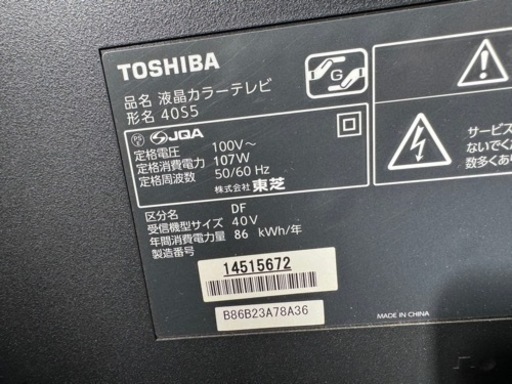 TOSHIBA
品名 液晶カラーテレビ
形名 40S5
G
PS E JQA
定格電圧 100V～
定格消費電力 107W
定格周波数 50/60 Hz
株式会社 東芝
区分名 DF
受信機型サイズ 40V
年間消費電力量 86 kWh/年
製造番号
14515672
B86B23A78A36
サービス
ないでくだ
数多くあり
MADE IN CHINA